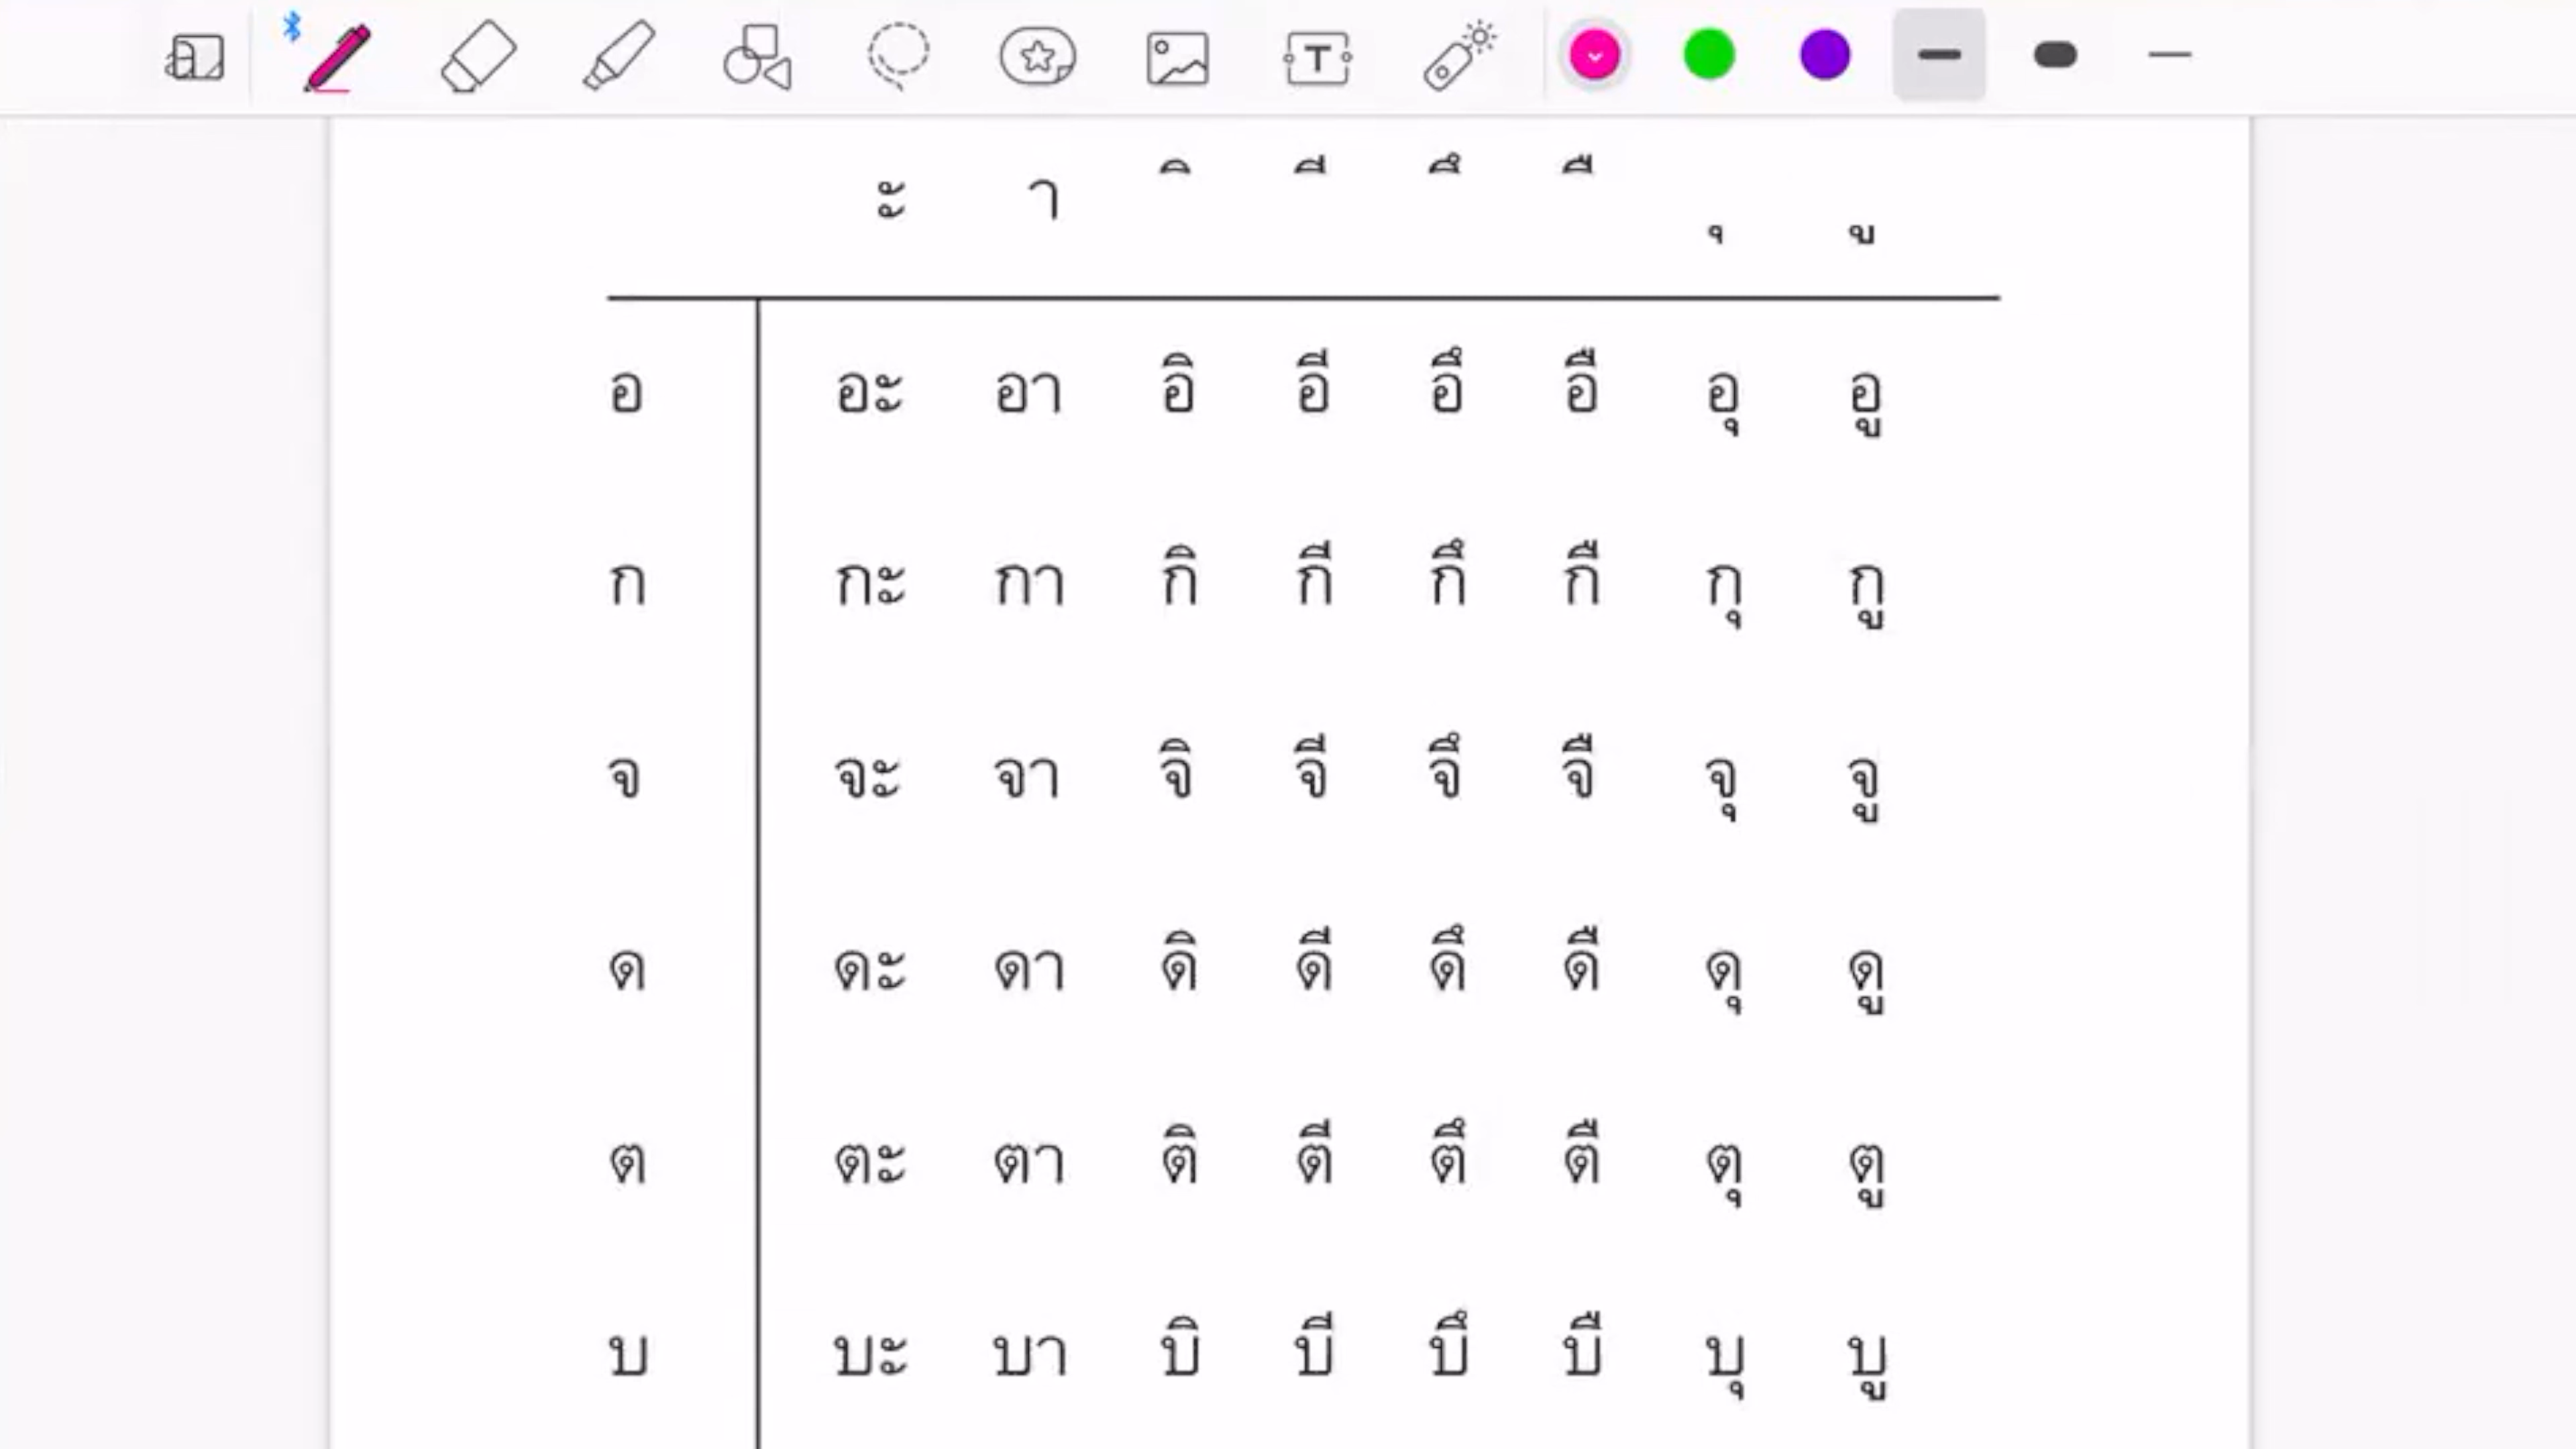 T
ะ า ิ ี ึ ื ุ ู
อ อะ อา อิ อี อึ อื อุ อู
ก กะ กา กิ กี กึ กื กุ กู
จ จะ จา จิ จี จึ จื จุ จู
ด ดะ ดา ดิ ดี ดึ ดื ดุ ดู
ต ตะ ตา ติ ตี ตึ ตื ตุ ตู
บ บะ บา บิ บี บึ บื บุ บู